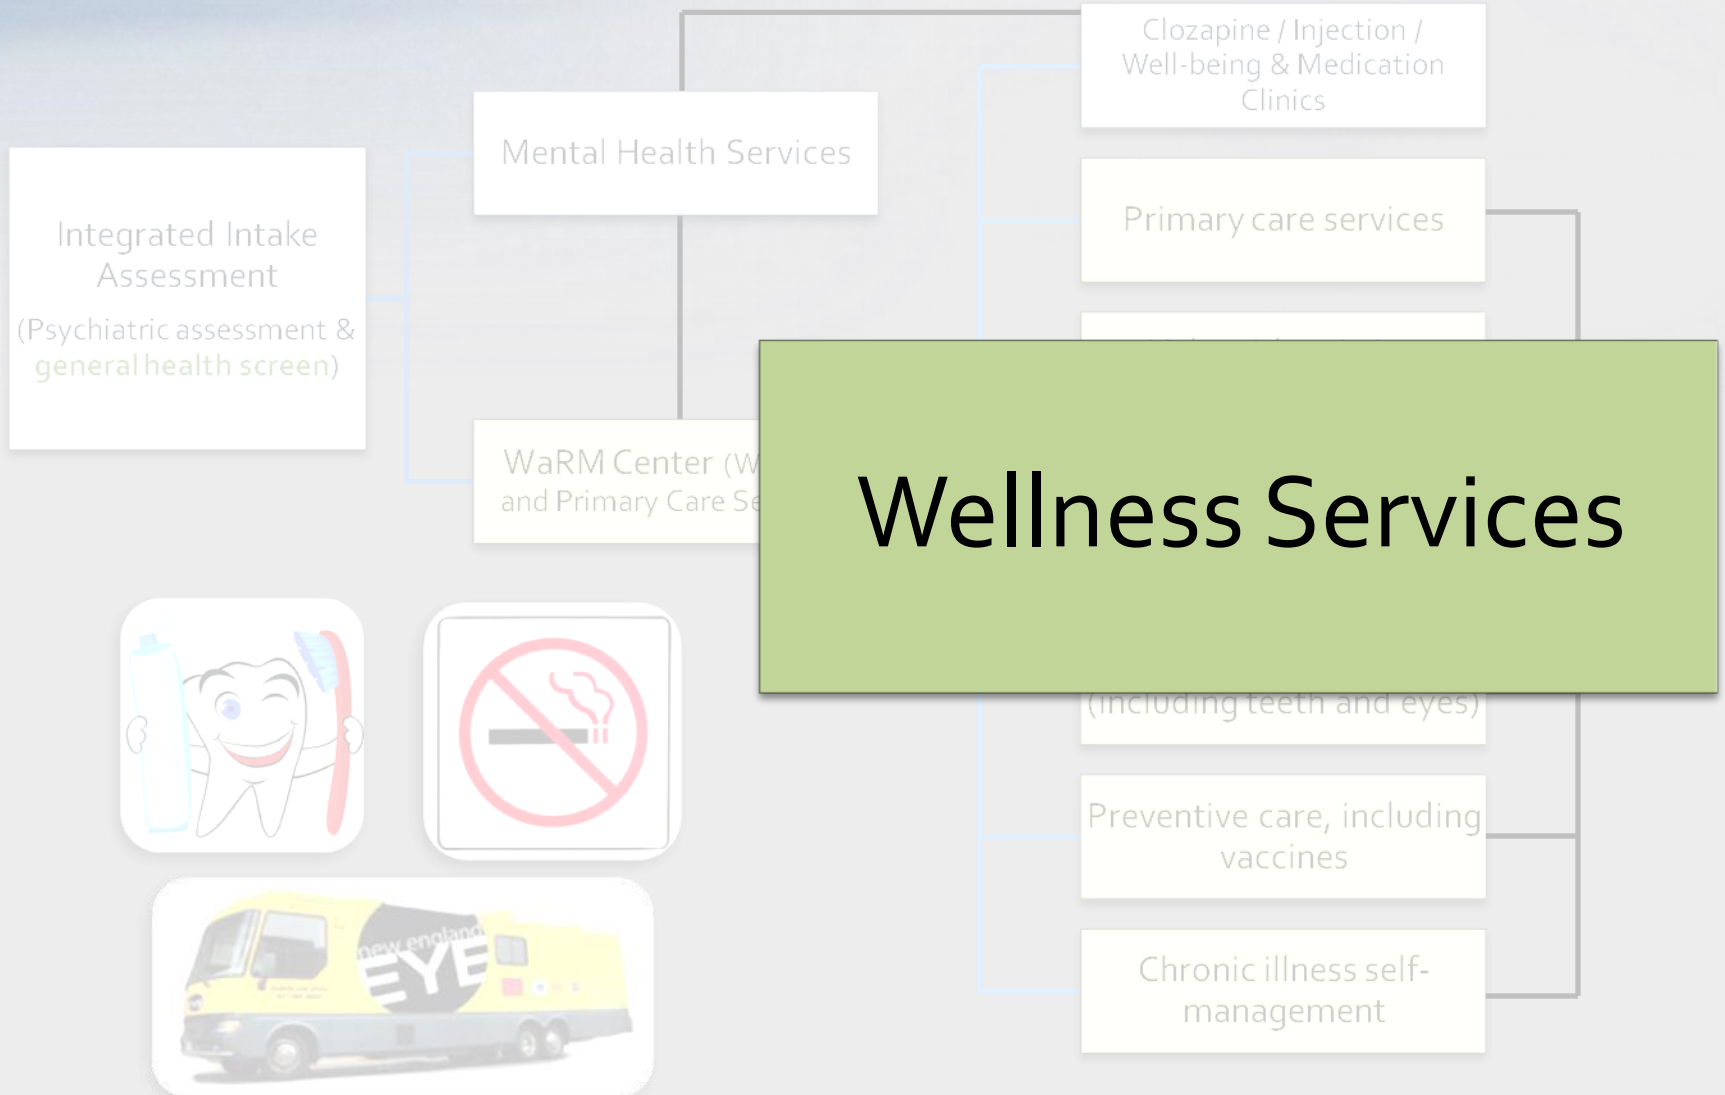 Clozapine / Injection /
Well-being & Medication
Clinics
Mental Health Services
Primary care services
Integrated Intake
Assessment
(Psychiatric assessment &
general health screen)
WaRM Center (W
and Primary Care Se
Wellness Services
(including teeth and eyes)
Preventive care, including
vaccines
Chronic illness self-
management
new england
EYE